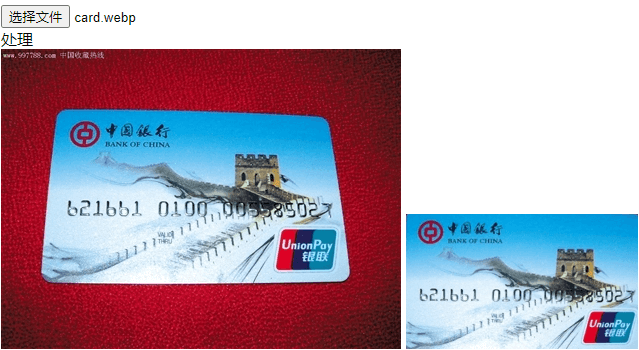 选择文件 card.webp
处理
www.997788.com 中国收藏热线
中国银行
BANK OF CHINA
0100
VALID
THRU
UnionPay
银联
中国银行
BANK OF CHINA
0100
VALID
THRU
UnionPay
银联